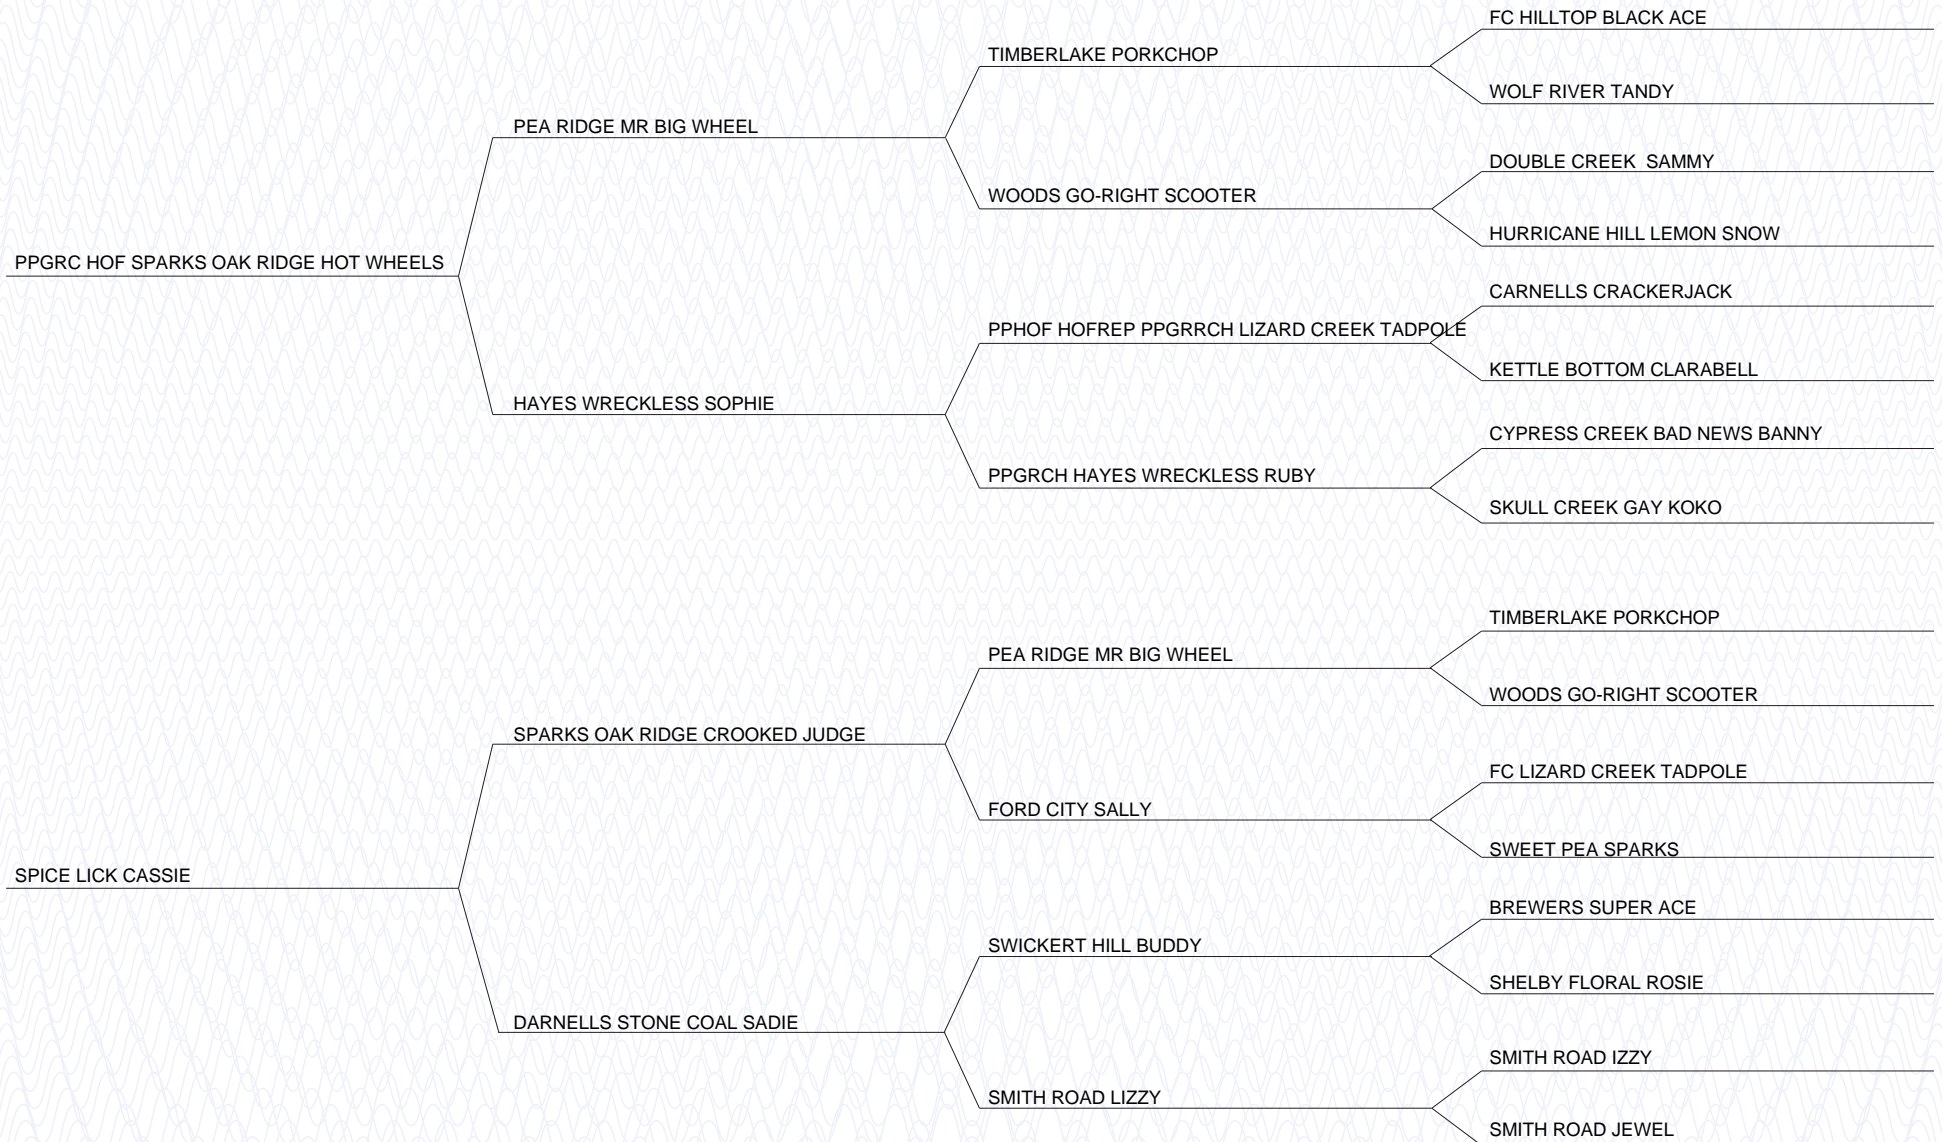 FC HILLTOP BLACK ACE
TIMBERLAKE PORKCHOP
WOLF RIVER TANDY
PEA RIDGE MR BIG WHEEL
DOUBLE CREEK  SAMMY
WOODS GO-RIGHT SCOOTER
HURRICANE HILL LEMON SNOW
PPGRC HOF SPARKS OAK RIDGE HOT WHEELS
CARNELLS CRACKERJACK
PPHOF HOFREP PPGRRCH LIZARD CREEK TADPOLE
KETTLE BOTTOM CLARABELL
HAYES WRECKLESS SOPHIE
CYPRESS CREEK BAD NEWS BANNY
PPGRCH HAYES WRECKLESS RUBY
SKULL CREEK GAY KOKO
TIMBERLAKE PORKCHOP
PEA RIDGE MR BIG WHEEL
WOODS GO-RIGHT SCOOTER
SPARKS OAK RIDGE CROOKED JUDGE
FC LIZARD CREEK TADPOLE
FORD CITY SALLY
SWEET PEA SPARKS
SPICE LICK CASSIE
BREWERS SUPER ACE
SWICKERT HILL BUDDY
SHELBY FLORAL ROSIE
DARNELLS STONE COAL SADIE
SMITH ROAD IZZY
SMITH ROAD LIZZY
SMITH ROAD JEWEL